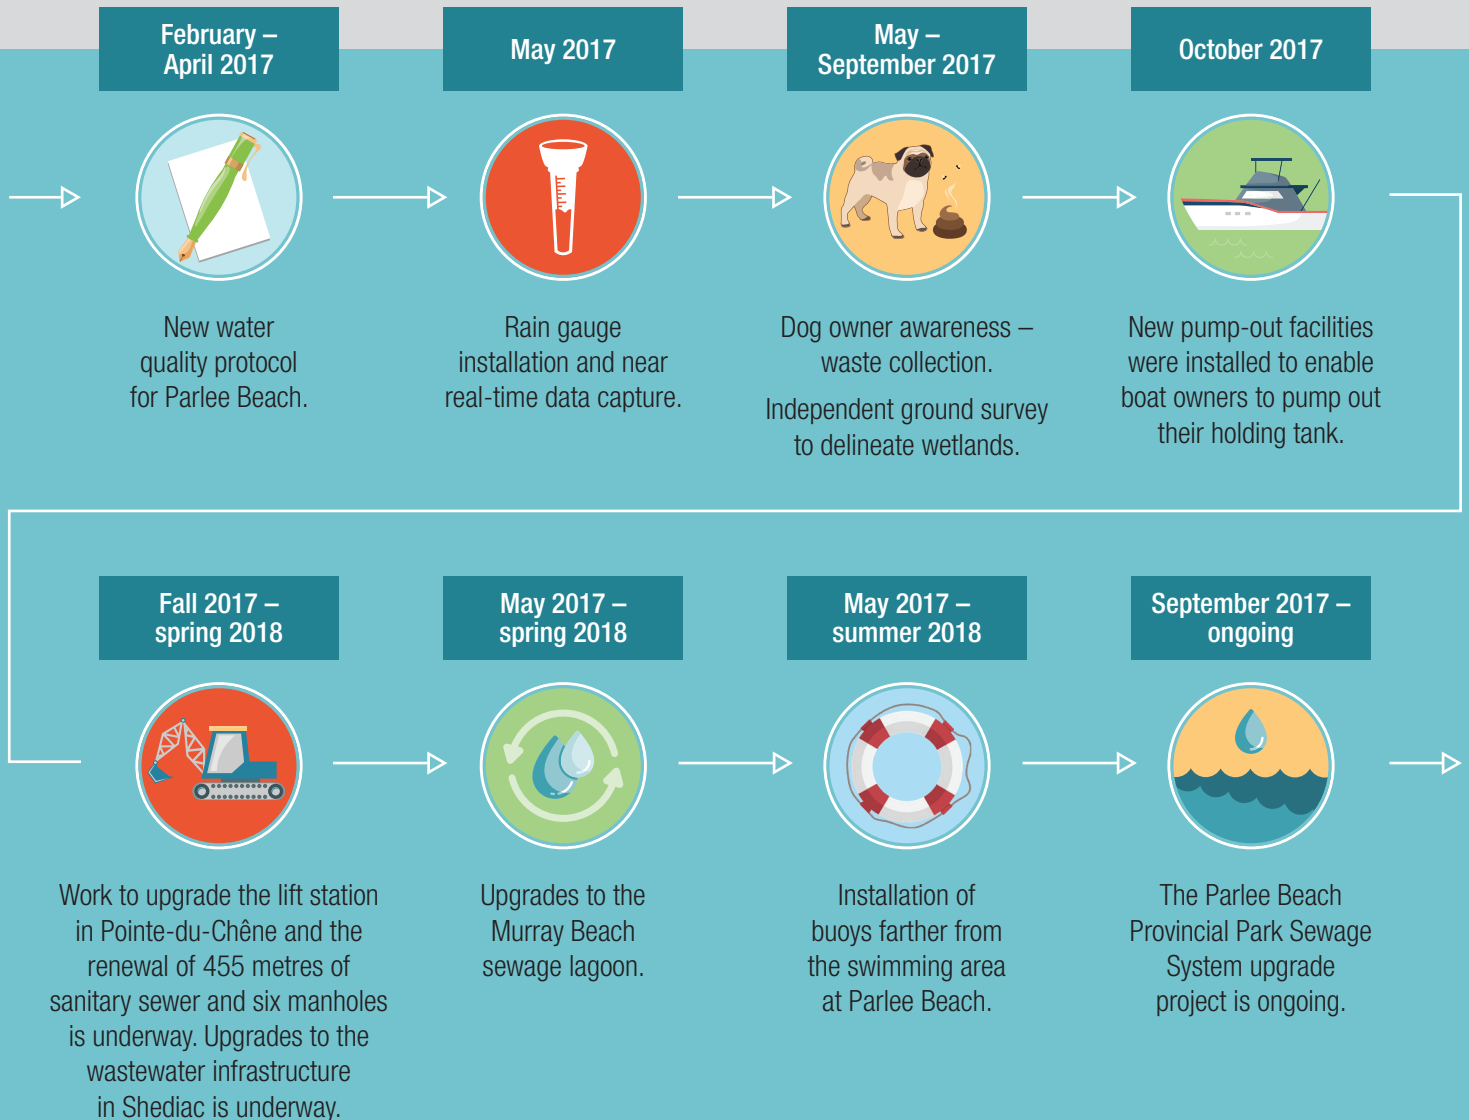 February –
April 2017
May 2017
May –
September 2017
October 2017
New water
quality protocol
for Parlee Beach.
Rain gauge
installation and near
real-time data capture.
Dog owner awareness –
waste collection.
Independent ground survey
to delineate wetlands.
New pump-out facilities
were installed to enable
boat owners to pump out
their holding tank.
Fall 2017 –
spring 2018
May 2017 –
spring 2018
May 2017 –
summer 2018
September 2017 –
ongoing
Work to upgrade the lift station
in Pointe-du-Chêne and the
renewal of 455 metres of
sanitary sewer and six manholes
is underway. Upgrades to the
wastewater infrastructure
in Shediac is underway.
Upgrades to the
Murray Beach
sewage lagoon.
Installation of
buoys farther from
the swimming area
at Parlee Beach.
The Parlee Beach
Provincial Park Sewage
System upgrade
project is ongoing.